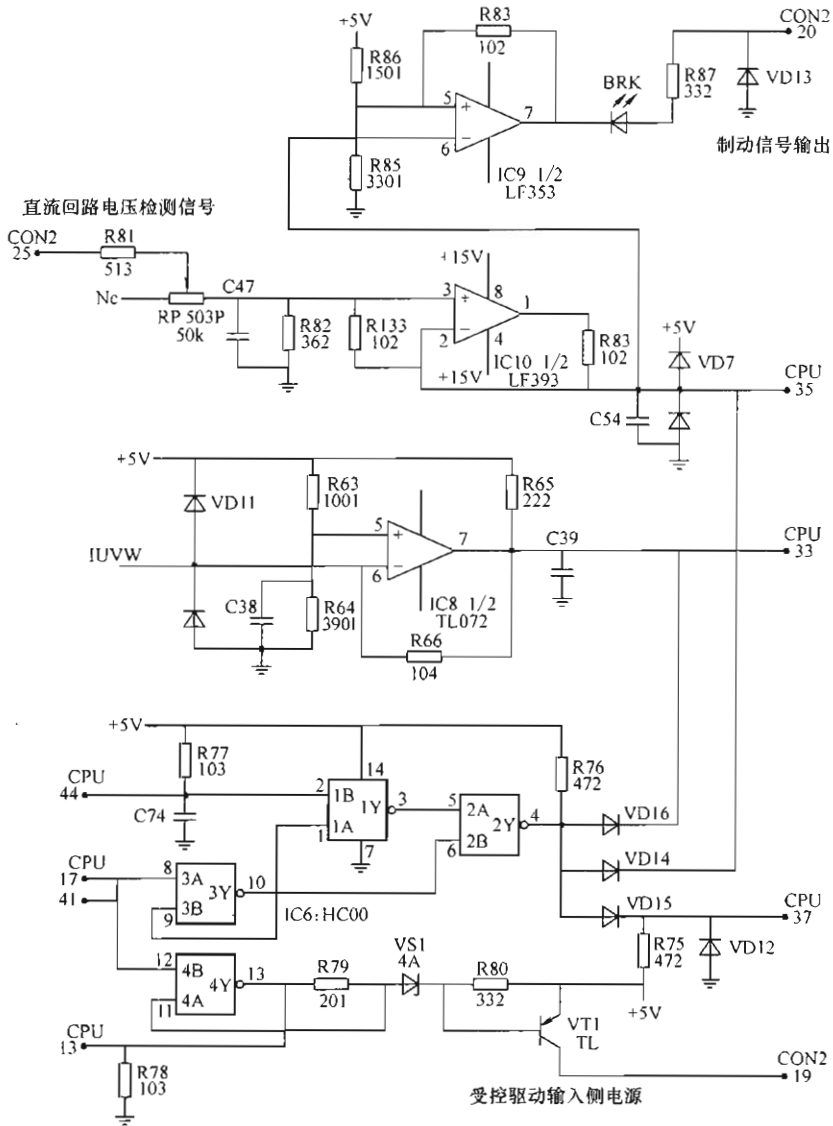 +5V
R83
102
CON2
20
R86
1501
R87
332
VD13
BRK
5
+
7
6
−
R85
3301
IC9 1/2
LF353
制动信号输出
直流回路电压检测信号
CON2
25
R81
513
+15V
C47
Nc
RP 503P
50k
3
+
8
1
R82
362
R133
102
2
−
4
R83
102
+5V
VD7
IC10 1/2
LF393
+15V
CPU
35
C54
+5V
R63
1001
R65
222
VD11
5
+
7
C39
CPU
33
IUVW
6
−
C38
R64
3901
IC8 1/2
TL072
R66
104
+5V
R77
103
14
R76
472
CPU
44
2
1B
1Y
3
5
2A
2Y
4
VD16
C74
1
1A
2B
6
7
CPU
17
8
3A
3Y
10
VD14
41
9
3B
IC6:HC00
VD15
CPU
37
VS1
4A
R75
472
VD12
12
4B
4Y
13
R79
201
R80
332
11
4A
+5V
CPU
13
VT1
TL
R78
103
CON2
19
受控驱动输入侧电源